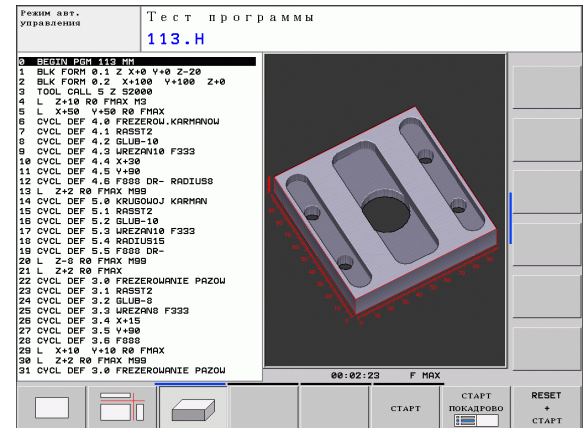 Режим авт.
управления
Тест программы
113.H
0 BEGIN PGM 113 MM
1 BLK FORM 0.1 Z X+0 Y+0 Z-20
2 BLK FORM 0.2 X+100 Y+100 Z+0
3 TOOL CALL 5 Z S2000
4 L Z+10 R0 FMAX M3
5 L X+50 Y+50 R0 FMAX
6 CYCL DEF 4.0 FREZEROW.KARMANOW
7 CYCL DEF 4.1 RASST2
8 CYCL DEF 4.2 GLUB-10
9 CYCL DEF 4.3 WREZAN10 F333
10 CYCL DEF 4.4 X+30
11 CYCL DEF 4.5 Y+90
12 CYCL DEF 4.6 F888 DR- RADIUS8
13 L Z+2 R0 FMAX M99
14 CYCL DEF 5.0 KRUGOWOJ KARMAN
15 CYCL DEF 5.1 RASST2
16 CYCL DEF 5.2 GLUB-10
17 CYCL DEF 5.3 WREZAN10 F333
18 CYCL DEF 5.4 RADIUS15
19 CYCL DEF 5.5 F888 DR-
20 L Z-8 R0 FMAX M99
21 L Z+2 R0 FMAX
22 CYCL DEF 3.0 FREZEROWANIE PAZOW
23 CYCL DEF 3.1 RASST2
24 CYCL DEF 3.2 GLUB-8
25 CYCL DEF 3.3 WREZAN8 F333
26 CYCL DEF 3.4 X+15
27 CYCL DEF 3.5 Y+90
28 CYCL DEF 3.6 F888
29 L X+10 Y+10 R0 FMAX
30 L Z+2 R0 FMAX M99
31 CYCL DEF 3.0 FREZEROWANIE PAZOW
00:02:23 F MAX
СТАРТ
СТАРТ
ПОКАДРОВО
RESET
+
СТАРТ